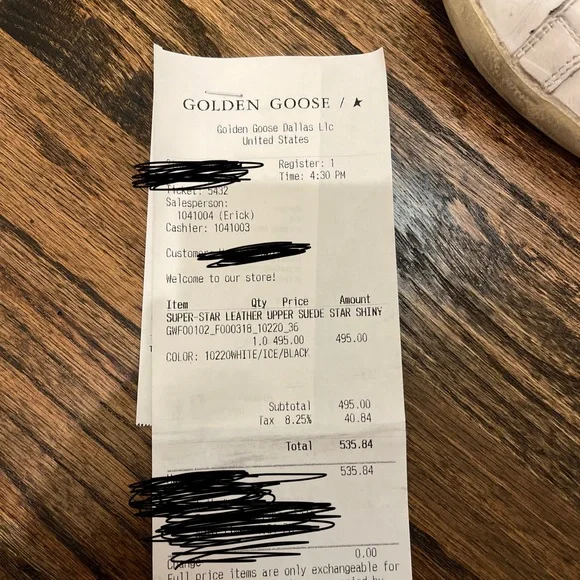 GOLDEN GOOSE / ★
Golden Goose Dallas Llc
United States
Register: 1
Time: 4:30 PM
Ticket: 5432
Salesperson:
1041004 (Erick)
Cashier: 1041003
Customer
Welcome to our store!
Item Qty Price Amount
SUPER-STAR LEATHER UPPER SUEDE STAR SHINY
GWF00102_F000318_10220_36
1.0 495.00 495.00
COLOR: 10220WHITE/ICE/BLACK
Subtotal 495.00
Tax 8.25% 40.84
Total 535.84
535.84
0.00
Change
Full price items are only exchangeable for